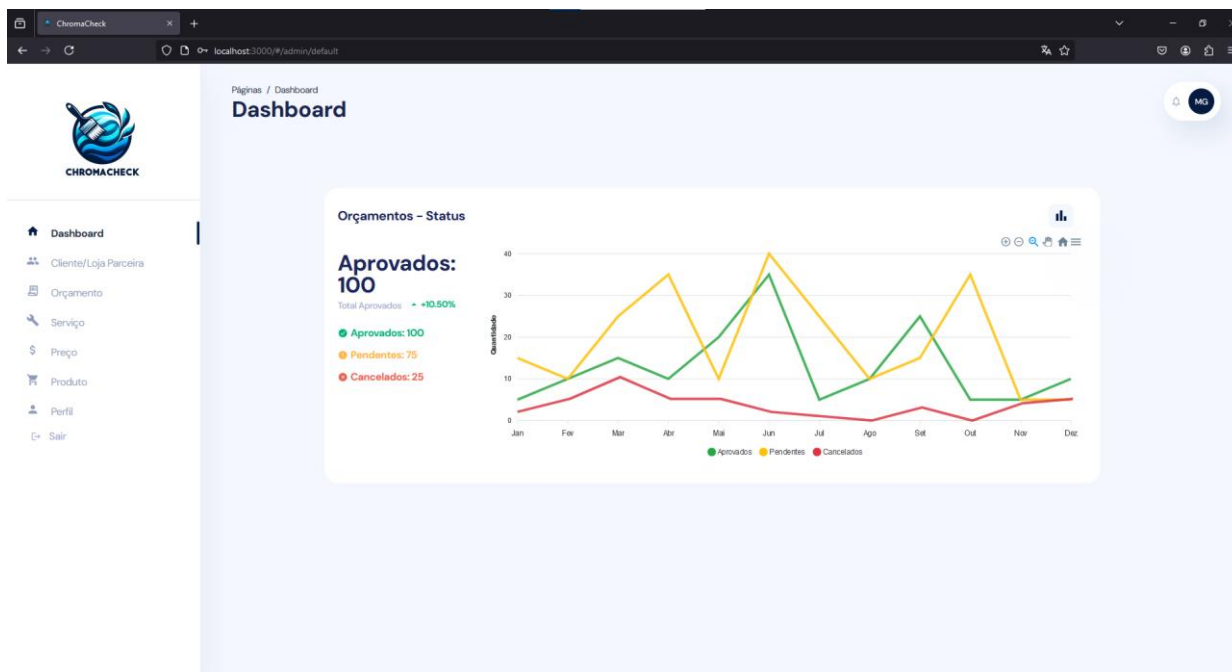 ChromaCheck
localhost:3000/#/admin/default
CHROMACHECK
Dashboard
Cliente/Loja Parceira
Orçamento
Serviço
Preço
Produto
Perfil
Sair
Páginas / Dashboard
Dashboard
MG
Orçamentos - Status
Aprovados:
100
Total Aprovados +10.50%
Aprovados: 100
Pendentes: 75
Cancelados: 25
Quantidade
40
30
20
10
0
Jan Fev Mar Abr Mai Jun Jul Ago Set Out Nov Dez
Aprovados Pendentes Cancelados